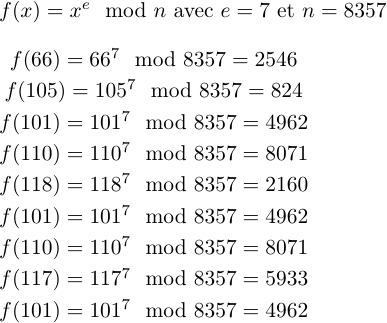 f(x) = x^e mod n avec e = 7 et n = 8357
f(66) = 66^7 mod 8357 = 2546
f(105) = 105^7 mod 8357 = 824
f(101) = 101^7 mod 8357 = 4962
f(110) = 110^7 mod 8357 = 8071
f(118) = 118^7 mod 8357 = 2160
f(101) = 101^7 mod 8357 = 4962
f(110) = 110^7 mod 8357 = 8071
f(117) = 117^7 mod 8357 = 5933
f(101) = 101^7 mod 8357 = 4962